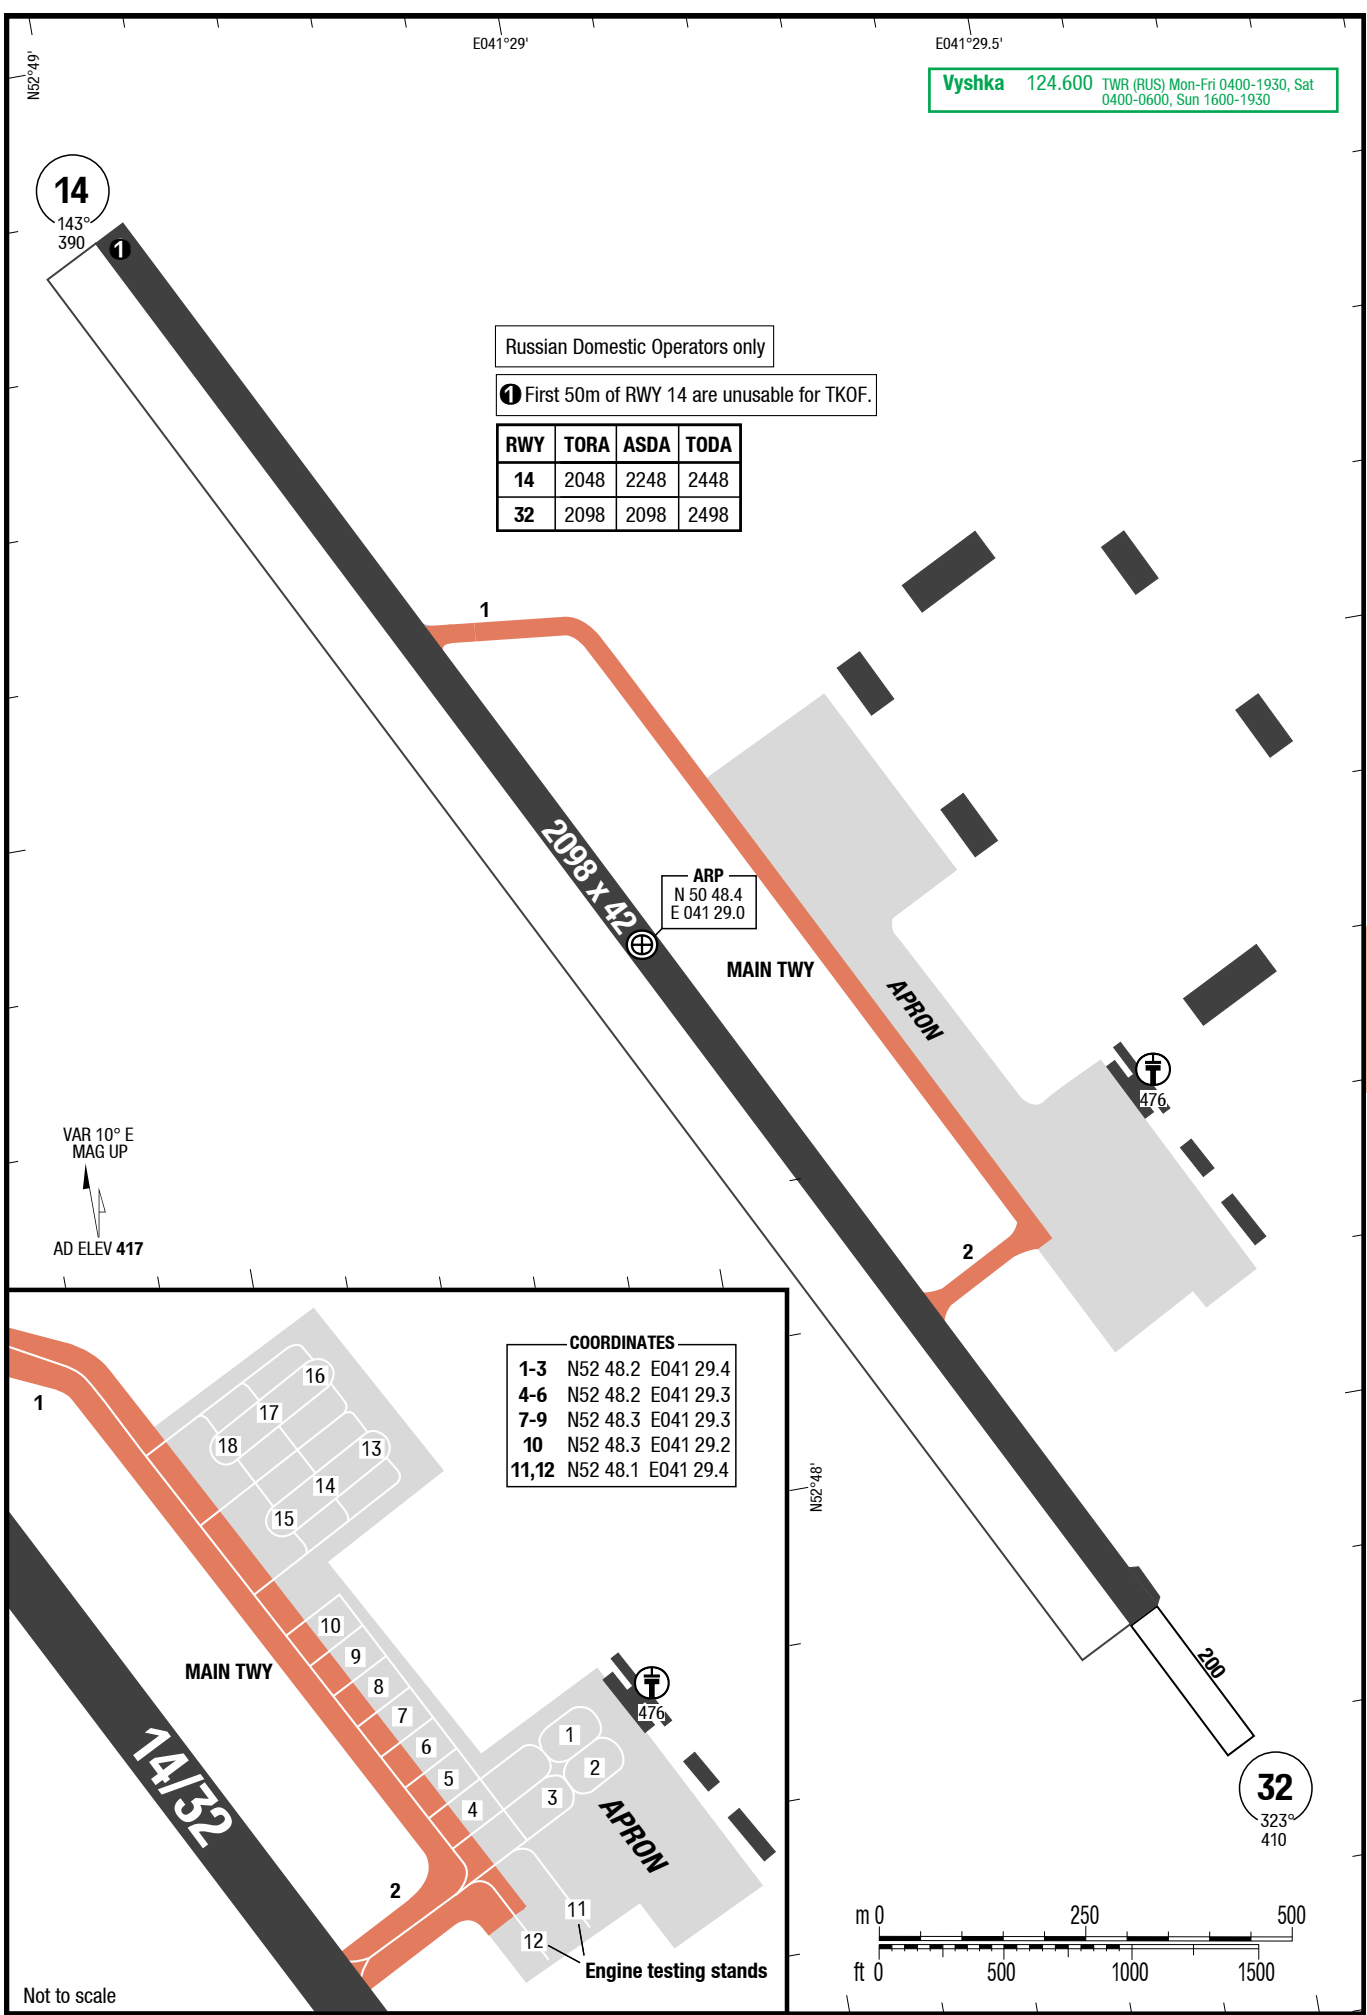 E041°29'
E041°29.5'
N52°49'
Vyshka 124.600 TWR (RUS) Mon-Fri 0400-1930, Sat
0400-0600, Sun 1600-1930
14
143°
390
1
Russian Domestic Operators only
1 First 50m of RWY 14 are unusable for TKOF.
RWY TORA ASDA TODA
14 2048 2248 2448
32 2098 2098 2498
1
2098 x 42
ARP
N 50 48.4
E 041 29.0
MAIN TWY
APRON
476
VAR 10° E
MAG UP
AD ELEV 417
2
N52°48'
200
32
323°
410
COORDINATES
1-3 N52 48.2 E041 29.4
4-6 N52 48.2 E041 29.3
7-9 N52 48.3 E041 29.3
10 N52 48.3 E041 29.2
11,12 N52 48.1 E041 29.4
1
16
17
18
13
14
15
10
9
8
7
6
5
4
MAIN TWY
476
1
2
3
APRON
14/32
2
11
12
Engine testing stands
Not to scale
m 0 250 500
ft 0 500 1000 1500